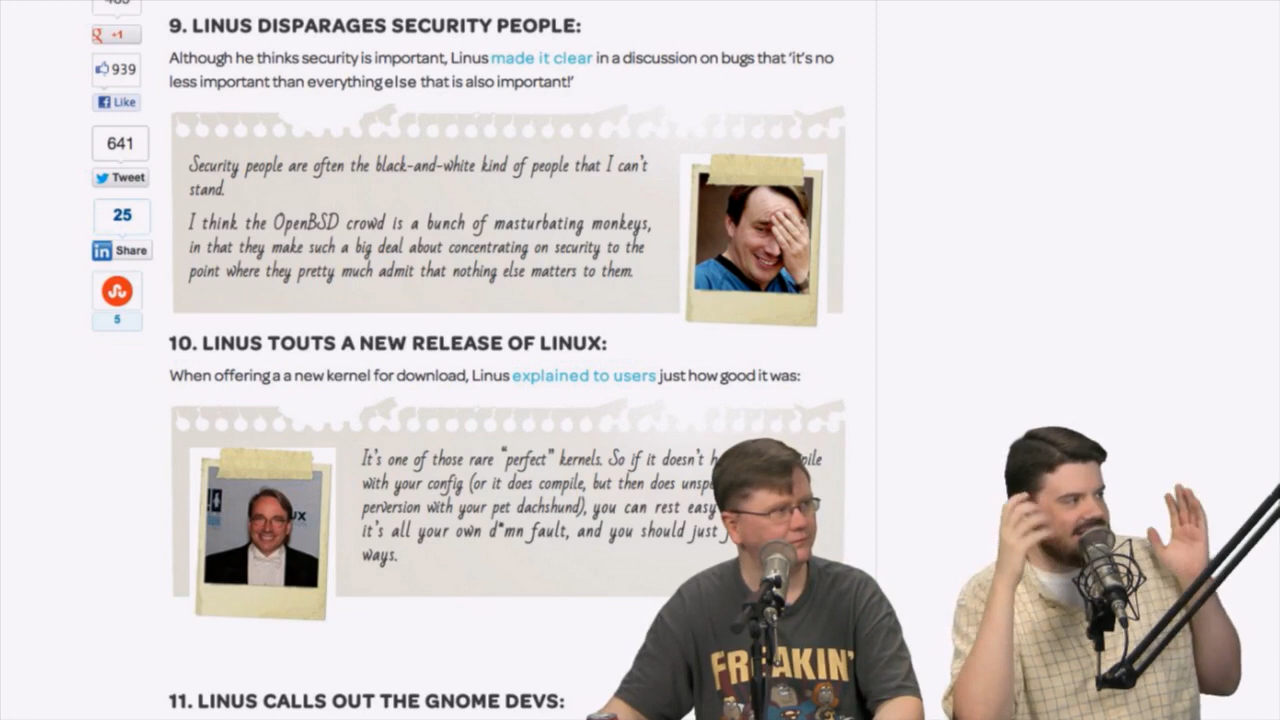 485
+1
939
Like
641
Tweet
25
Share
5
9. LINUS DISPARAGES SECURITY PEOPLE:
Although he thinks security is important, Linus made it clear in a discussion on bugs that ‘it’s no
less important than everything else that is also important!’
Security people are often the black-and-white kind of people that I can’t
stand.
I think the OpenBSD crowd is a bunch of masturbating monkeys,
in that they make such a big deal about concentrating on security to the
point where they pretty much admit that nothing else matters to them.
10. LINUS TOUTS A NEW RELEASE OF LINUX:
When offering a a new kernel for download, Linus explained to users just how good it was:
It’s one of those rare “perfect” kernels. So if it doesn’t
with your config (or it does compile, but then does
perversion with your pet dachshund), you can rest easy
it’s all your own d*mn fault, and you should just
ways.
FREAKIN'
11. LINUS CALLS OUT THE GNOME DEVS: